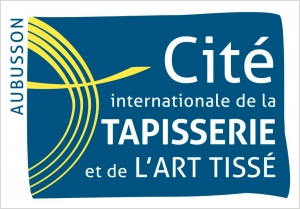 AUBUSSON
Cité
internationale de la
TAPISSERIE
et de L'ART TISSÉ